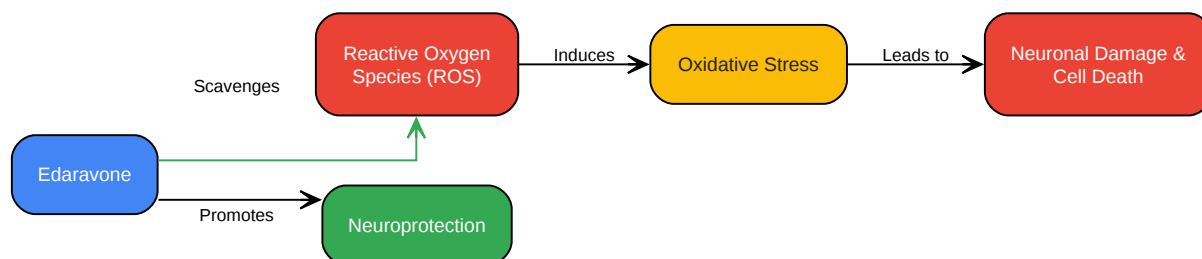 Reactive Oxygen
Species (ROS)
Induces
Oxidative Stress
Leads to
Neuronal Damage &
Cell Death
Scavenges
Edaravone
Promotes
Neuroprotection